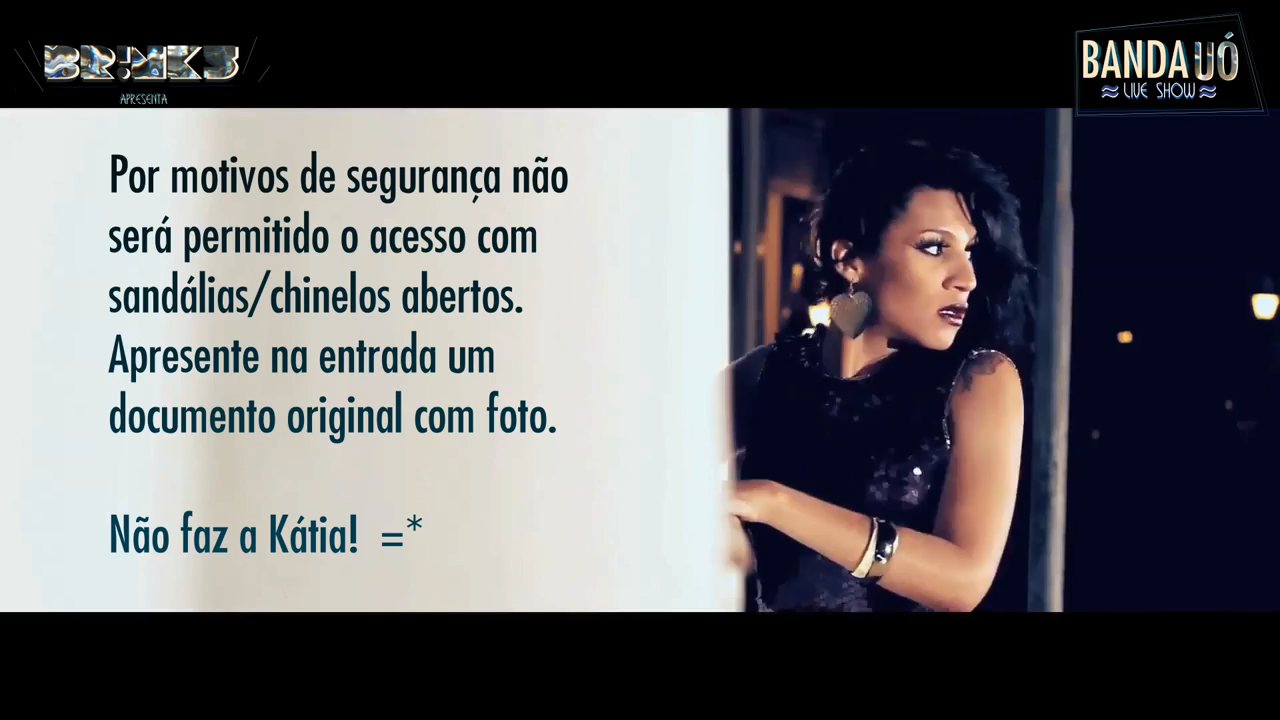 BR!NKS
APRESENTA
BANDA UÓ
≈ LIVE SHOW ≈
Por motivos de segurança não
será permitido o acesso com
sandálias/chinelos abertos.
Apresente na entrada um
documento original com foto.
Não faz a Kátia! =*